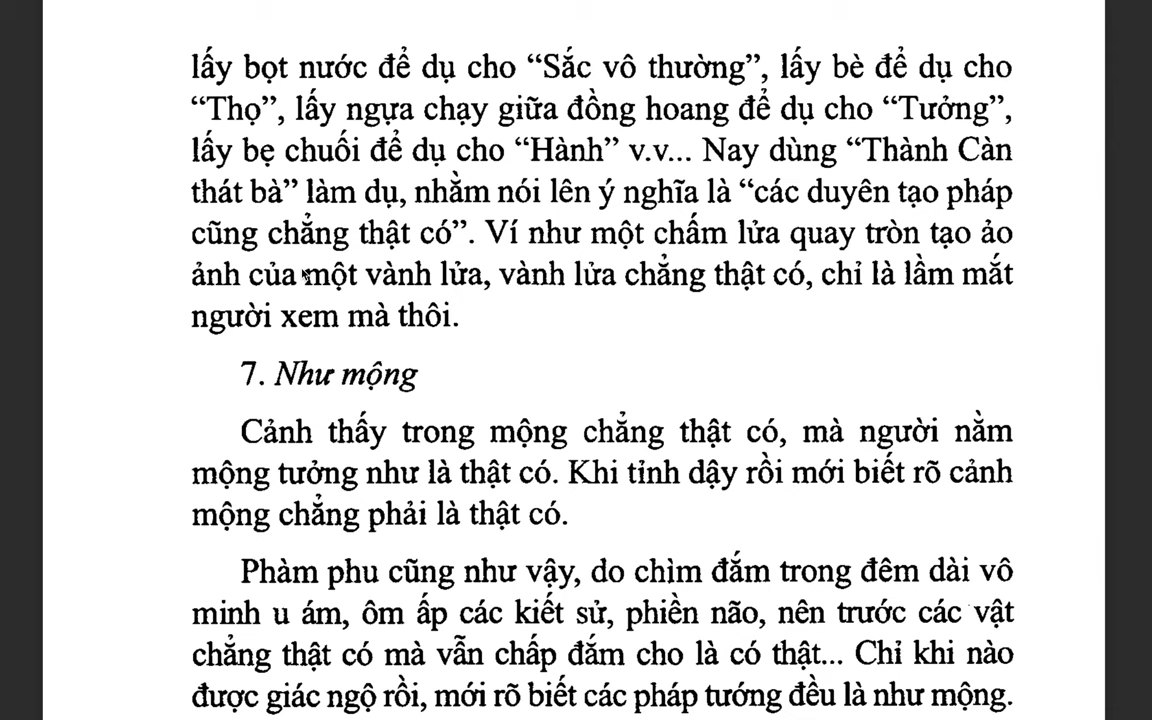 lấy bọt nước để dụ cho “Sắc vô thường”, lấy bè để dụ cho
“Thọ”, lấy ngựa chạy giữa đồng hoang để dụ cho “Tưởng”,
lấy bẹ chuối để dụ cho “Hành” v.v... Nay dùng “Thành Càn
thát bà” làm dụ, nhằm nói lên ý nghĩa là “các duyên tạo pháp
cũng chẳng thật có”. Ví như một chấm lửa quay tròn tạo ảo
ảnh của một vành lửa, vành lửa chẳng thật có, chỉ là lầm mắt
người xem mà thôi.
7. Như mộng
Cảnh thấy trong mộng chẳng thật có, mà người nằm
mộng tưởng như là thật có. Khi tỉnh dậy rồi mới biết rõ cảnh
mộng chẳng phải là thật có.
Phàm phu cũng như vậy, do chìm đắm trong đêm dài vô
minh u ám, ôm ấp các kiết sử, phiền não, nên trước các vật
chẳng thật có mà vẫn chấp đắm cho là có thật... Chỉ khi nào
được giác ngộ rồi, mới rõ biết các pháp tướng đều là như mộng.